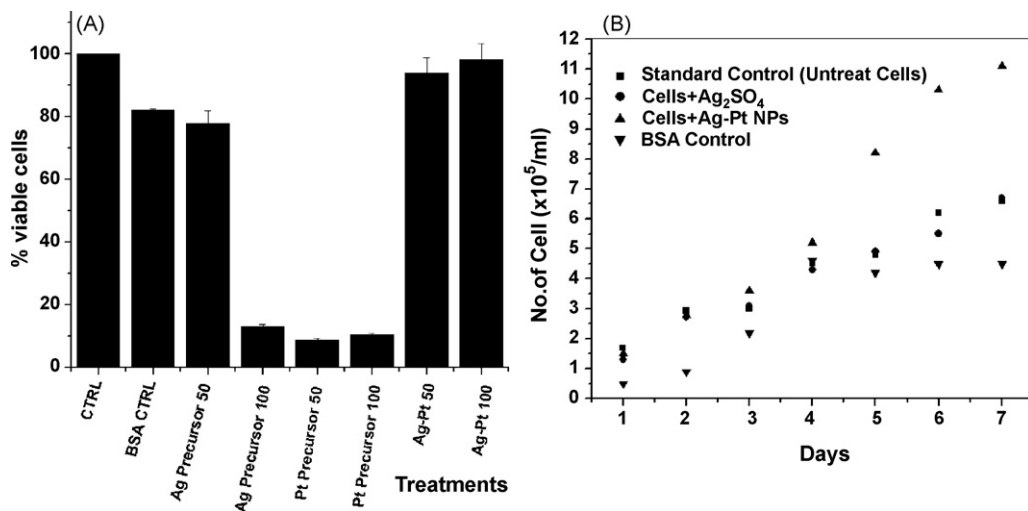 (A)
% viable cells
100
80
60
40
20
0
CTRL
BSA CTRL
Ag Precursor 50
Ag Precursor 100
Pt Precursor 50
Pt Precursor 100
Ag-Pt 50
Ag-Pt 100
Treatments
(B)
No.of Cell (x10⁵/ml)
12
11
10
9
8
7
6
5
4
3
2
1
0
Standard Control (Untreat Cells)
Cells+Ag₂SO₄
Cells+Ag-Pt NPs
BSA Control
1 2 3 4 5 6 7
Days